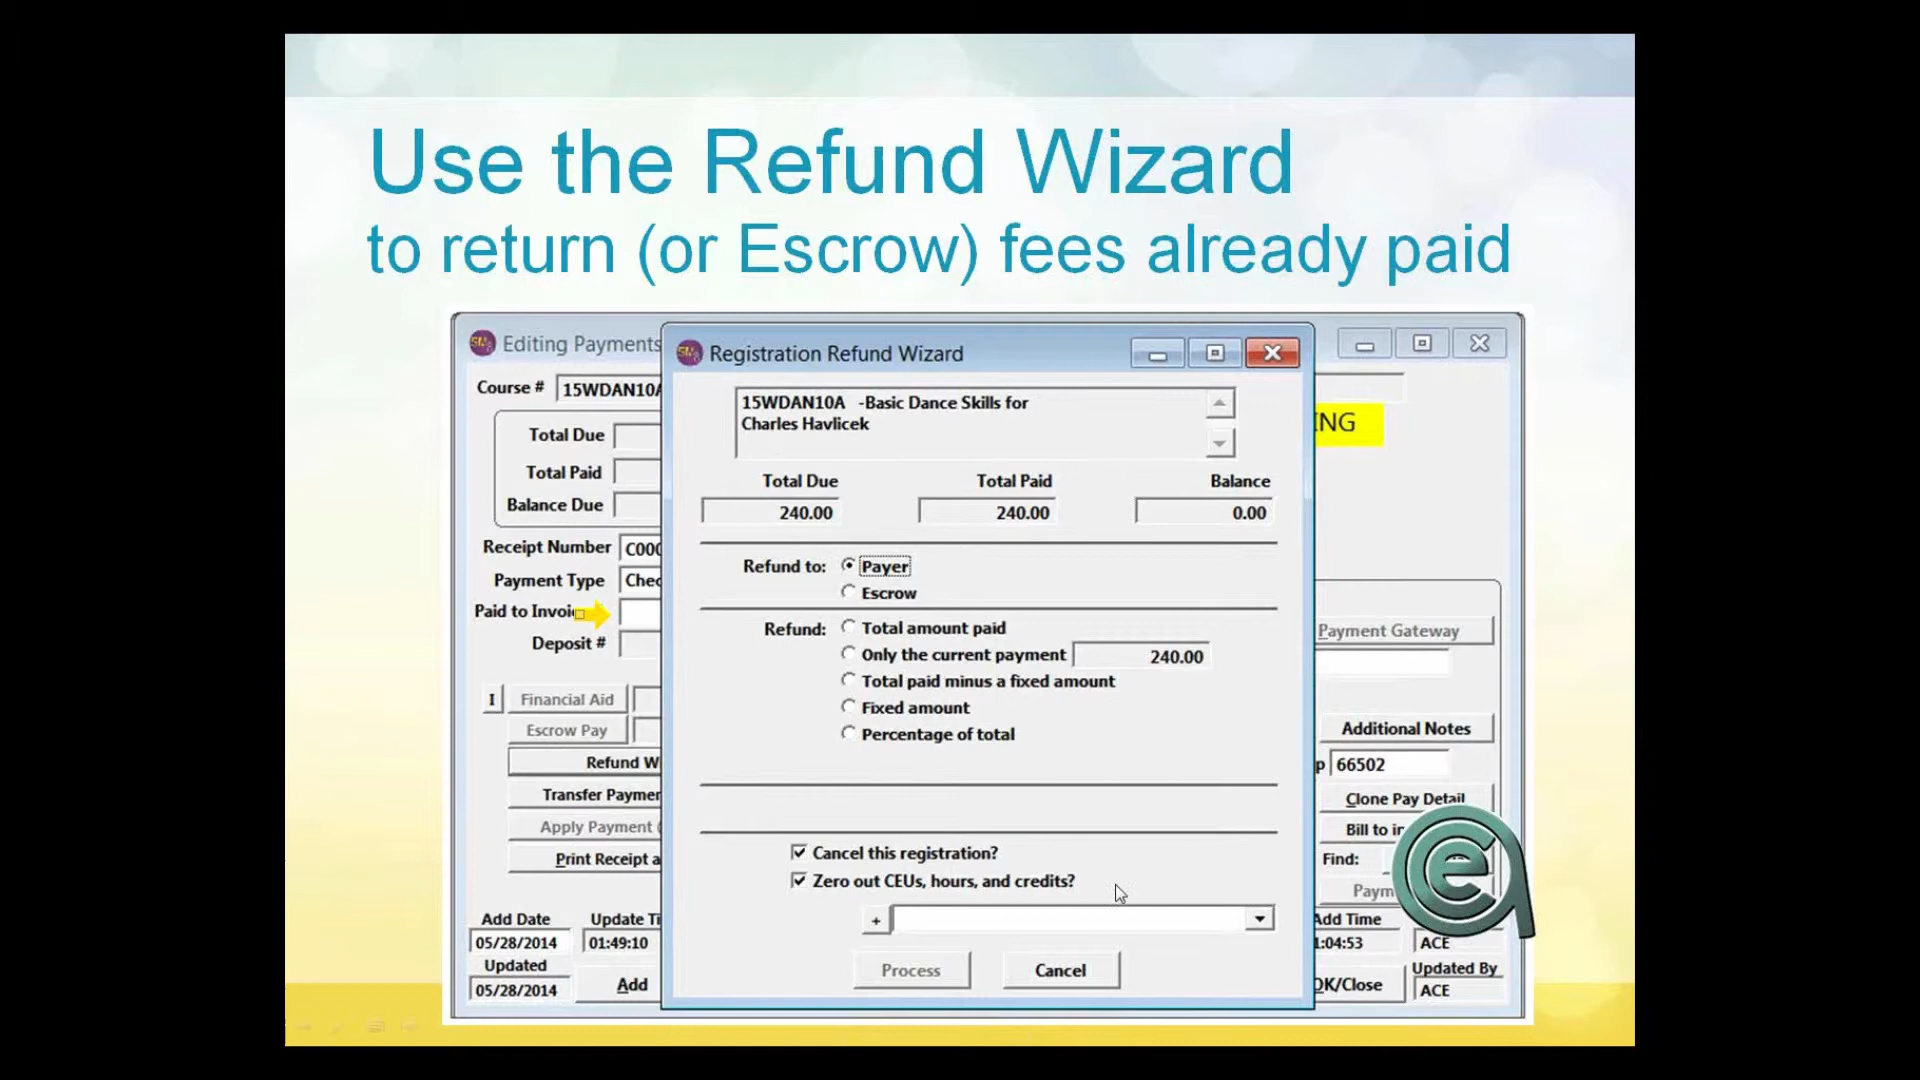 Use the Refund Wizard
to return (or Escrow) fees already paid
Editing Payments
Course # 15WDAN10A
Total Due
Total Paid
Balance Due
Receipt Number
Payment Type
Paid to
Deposit #
I Financial Aid
Escrow Pay
Refund
Transfer
Apply Payment
Print Receipt
Add Date
05/28/2014
Update
01:49:10
Updated
05/28/2014
Add
Registration Refund Wizard
15WDAN10A -Basic Dance Skills for
Charles Havlicek
Total Due Total Paid Balance
240.00 240.00 0.00
Refund to: Payer
Escrow
Refund: Total amount paid
Only the current payment 240.00
Total paid minus a fixed amount
Fixed amount
Percentage of total
Cancel this registration?
Zero out CEUs, hours, and credits?
+
Process Cancel
ING
Payment Gateway
Additional Notes
p 66502
Clone Pay Detail
Bill to
Find:
Add Time
1:04:53 ACE
Updated By
OK/Close ACE